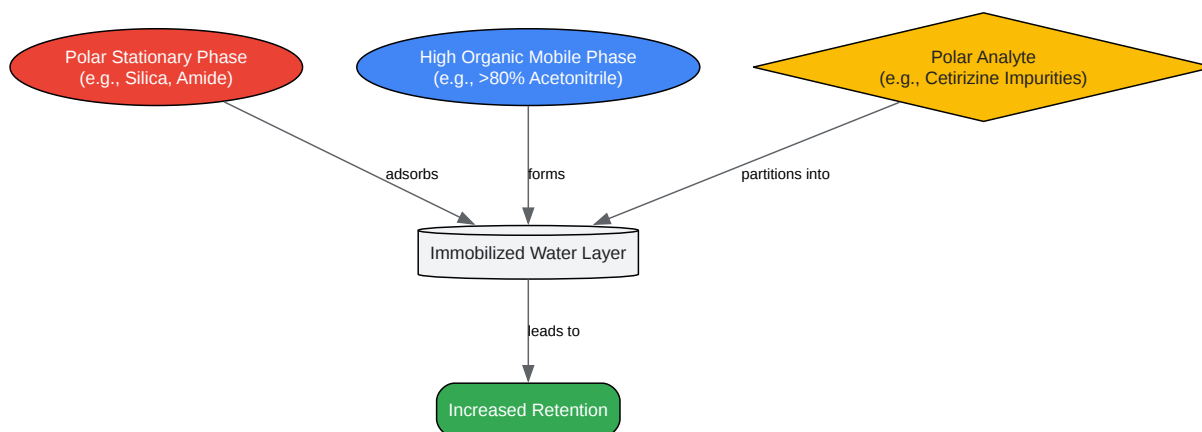 Polar Stationary Phase
(e.g., Silica, Amide)
High Organic Mobile Phase
(e.g., >80% Acetonitrile)
Polar Analyte
(e.g., Cetirizine Impurities)
adsorbs
forms
partitions into
Immobilized Water Layer
leads to
Increased Retention